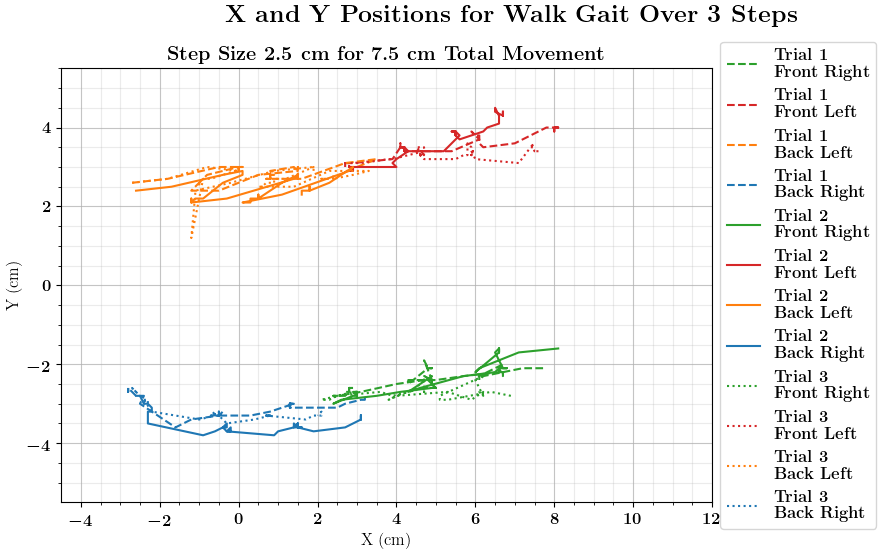 X and Y Positions for Walk Gait Over 3 Steps
Step Size 2.5 cm for 7.5 cm Total Movement
Y (cm)
4
2
0
−2
−4
−4
−2
0
2
4
6
8
10
12
X (cm)
Trial 1
Front Right
Trial 1
Front Left
Trial 1
Back Left
Trial 1
Back Right
Trial 2
Front Right
Trial 2
Front Left
Trial 2
Back Left
Trial 2
Back Right
Trial 3
Front Right
Trial 3
Front Left
Trial 3
Back Left
Trial 3
Back Right